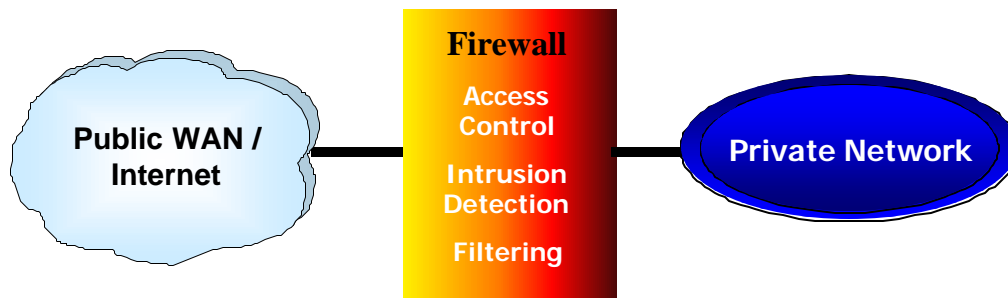 Public WAN /
Internet
Firewall
Access
Control
Intrusion
Detection
Filtering
Private Network